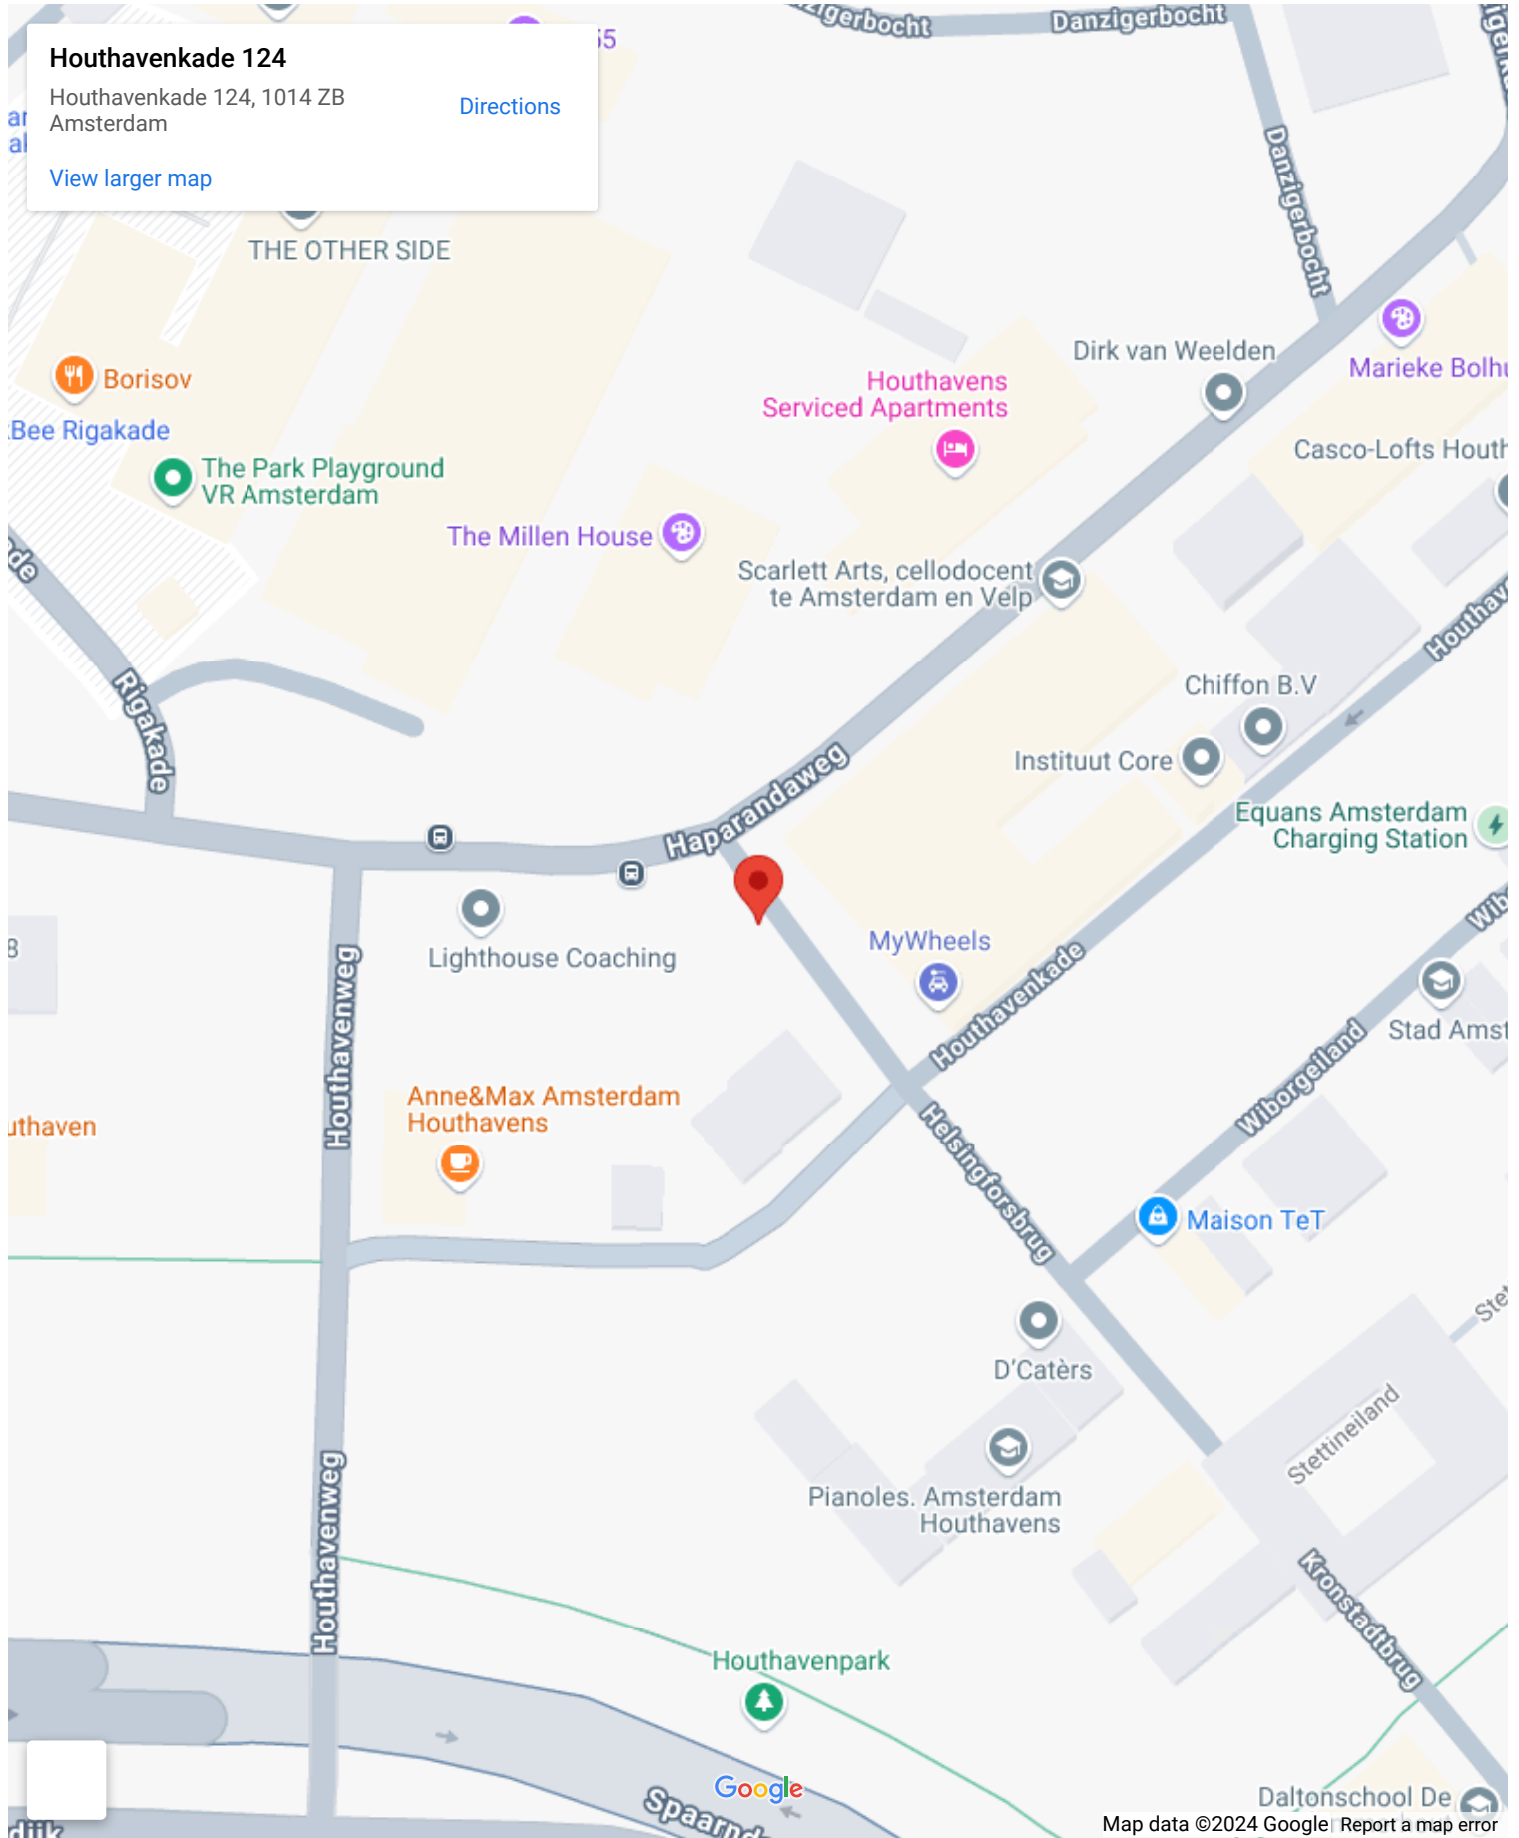 Danzigerbocht
Houthavenkade 124
Houthavenkade 124, 1014 ZB
Amsterdam
Directions
View larger map
Danzigerbocht
THE OTHER SIDE
Borisov
Bee Rigakade
The Park Playground
VR Amsterdam
The Millen House
Houthavens
Serviced Apartments
Dirk van Weelden
Marieke
Casco-Lofts
Scarlett Arts, cellodocent
te Amsterdam en Velp
Rigakade
Chiffon B.V
Instituut Core
Equans Amsterdam
Charging Station
Haparandaweg
Lighthouse Coaching
MyWheels
Houthavenkade
Houthavenweg
Stad
Wiborgeiland
Anne&Max Amsterdam
Houthavens
Helsingforsbrug
Maison TeT
D'Catèrs
Stettineiland
Pianoles. Amsterdam
Houthavens
Houthavenweg
Kronstadtbrug
Houthavenpark
Google
Daltonschool De
Map data ©2024 Google
Report a map error